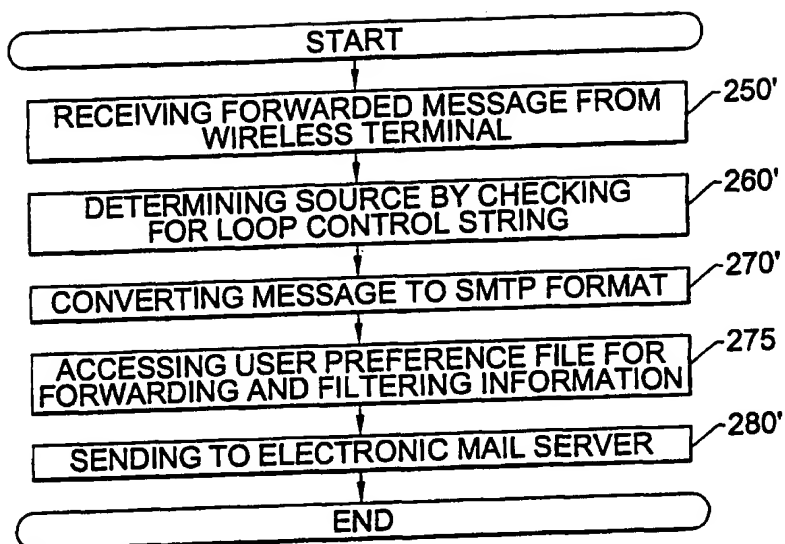 START
RECEIVING FORWARDED MESSAGE FROM
WIRELESS TERMINAL
250'
DETERMINING SOURCE BY CHECKING
FOR LOOP CONTROL STRING
260'
CONVERTING MESSAGE TO SMTP FORMAT
270'
ACCESSING USER PREFERENCE FILE FOR
FORWARDING AND FILTERING INFORMATION
275
SENDING TO ELECTRONIC MAIL SERVER
280'
END